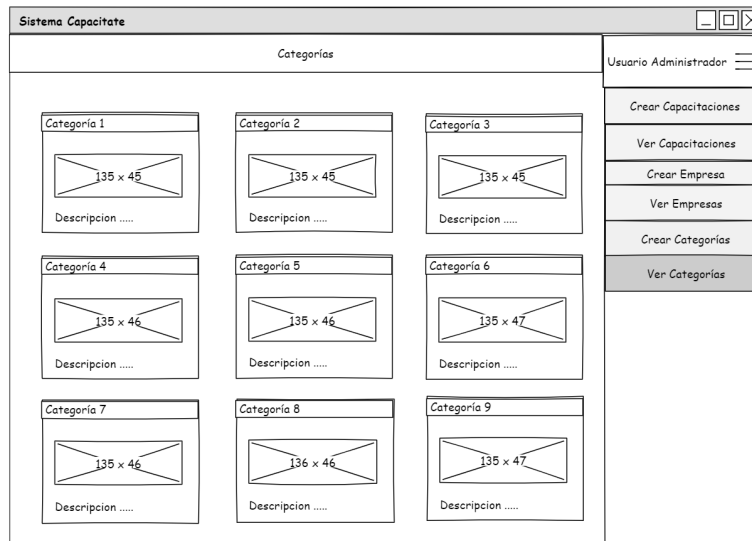 Sistema Capacitate
Categorías
Usuario Administrador
Crear Capacitaciones
Ver Capacitaciones
Crear Empresa
Ver Empresas
Crear Categorías
Ver Categorías
Categoría 1
135 x 45
Descripcion .....
Categoría 2
135 x 45
Descripcion .....
Categoría 3
135 x 45
Descripcion .....
Categoría 4
135 x 46
Descripcion .....
Categoría 5
135 x 46
Descripcion .....
Categoría 6
135 x 47
Descripcion .....
Categoría 7
135 x 46
Descripcion .....
Categoría 8
136 x 46
Descripcion .....
Categoría 9
135 x 47
Descripcion .....